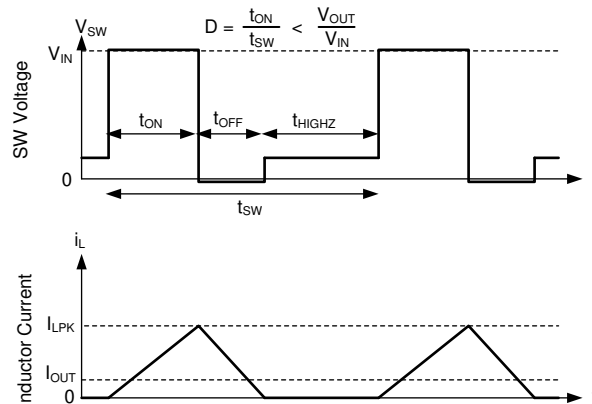 V_SW
D = t_ON / t_SW < V_OUT / V_IN
V_IN
SW Voltage
t_ON
t_OFF
t_HIGHZ
0
t_SW
i_L
nductor Current
I_LPK
I_OUT
0